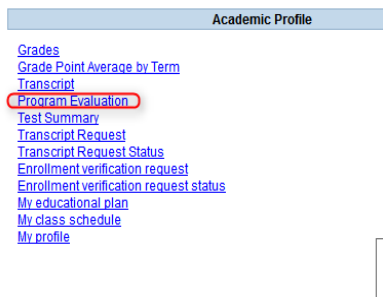 Academic Profile
Grades
Grade Point Average by Term
Transcript
Program Evaluation
Test Summary
Transcript Request
Transcript Request Status
Enrollment verification request
Enrollment verification request status
My educational plan
My class schedule
My profile